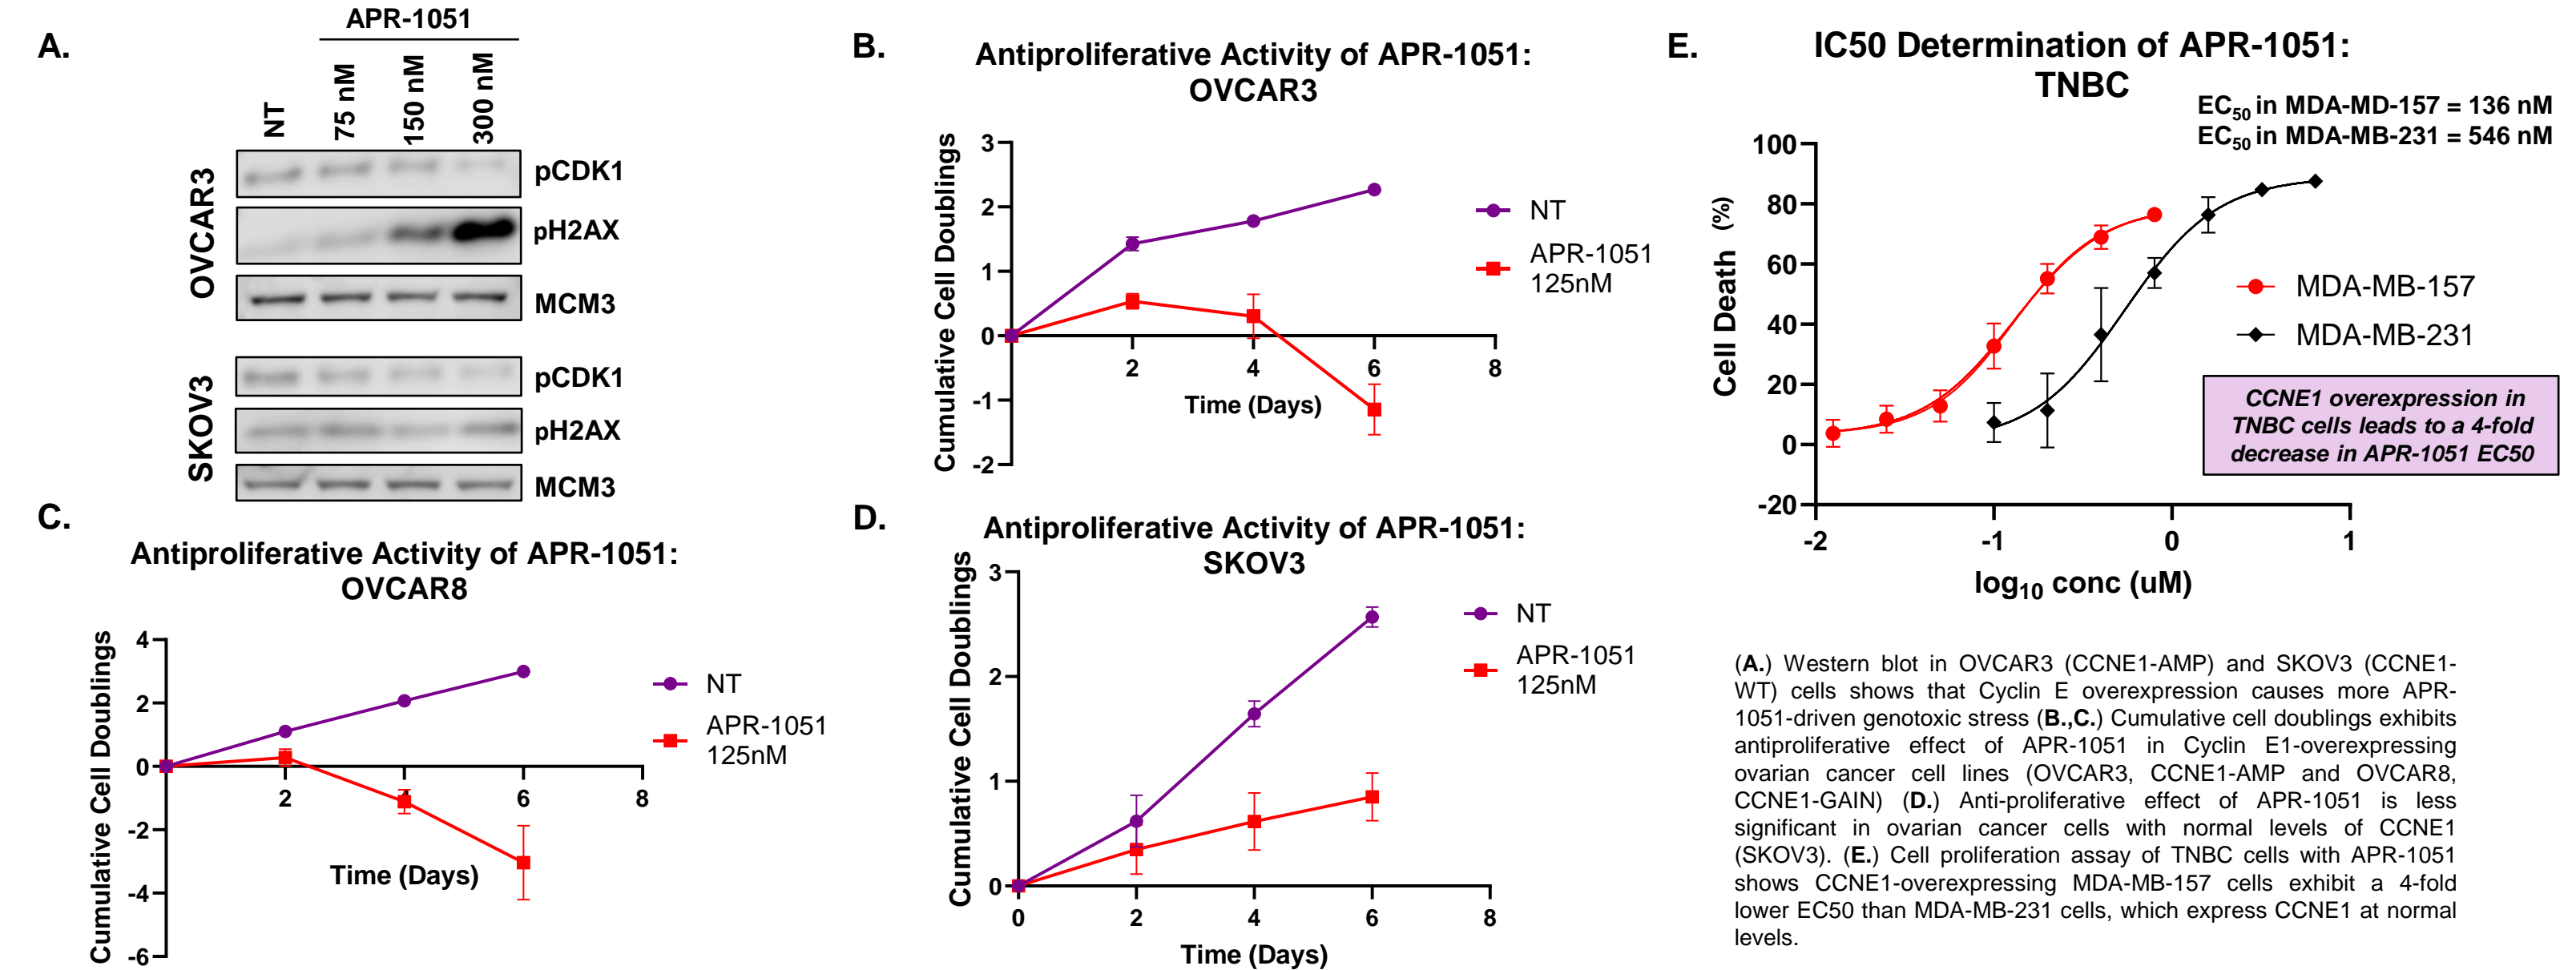 A.
APR-1051
NT
75 nM
150 nM
300 nM
OVCAR3
pCDK1
pH2AX
MCM3
SKOV3
pCDK1
pH2AX
MCM3
B.
Antiproliferative Activity of APR-1051:
OVCAR3
Cumulative Cell Doublings
3
2
1
0
-1
-2
2
4
6
8
Time (Days)
NT
APR-1051
125nM
C.
Antiproliferative Activity of APR-1051:
OVCAR8
Cumulative Cell Doublings
4
2
0
-2
-4
-6
2
4
6
8
Time (Days)
NT
APR-1051
125nM
D.
Antiproliferative Activity of APR-1051:
SKOV3
Cumulative Cell Doublings
3
2
1
0
0
2
4
6
8
Time (Days)
NT
APR-1051
125nM
E.
IC50 Determination of APR-1051:
TNBC
EC50 in MDA-MD-157 = 136 nM
EC50 in MDA-MB-231 = 546 nM
Cell Death (%)
100
80
60
40
20
0
-20
-2
-1
0
1
log10 conc (uM)
MDA-MB-157
MDA-MB-231
CCNE1 overexpression in
TNBC cells leads to a 4-fold
decrease in APR-1051 EC50
(A.) Western blot in OVCAR3 (CCNE1-AMP) and SKOV3 (CCNE1-
WT) cells shows that Cyclin E overexpression causes more APR-
1051-driven genotoxic stress (B.,C.) Cumulative cell doublings exhibits
antiproliferative effect of APR-1051 in Cyclin E1-overexpressing
ovarian cancer cell lines (OVCAR3, CCNE1-AMP and OVCAR8,
CCNE1-GAIN) (D.) Anti-proliferative effect of APR-1051 is less
significant in ovarian cancer cells with normal levels of CCNE1
(SKOV3). (E.) Cell proliferation assay of TNBC cells with APR-1051
shows CCNE1-overexpressing MDA-MB-157 cells exhibit a 4-fold
lower EC50 than MDA-MB-231 cells, which express CCNE1 at normal
levels.